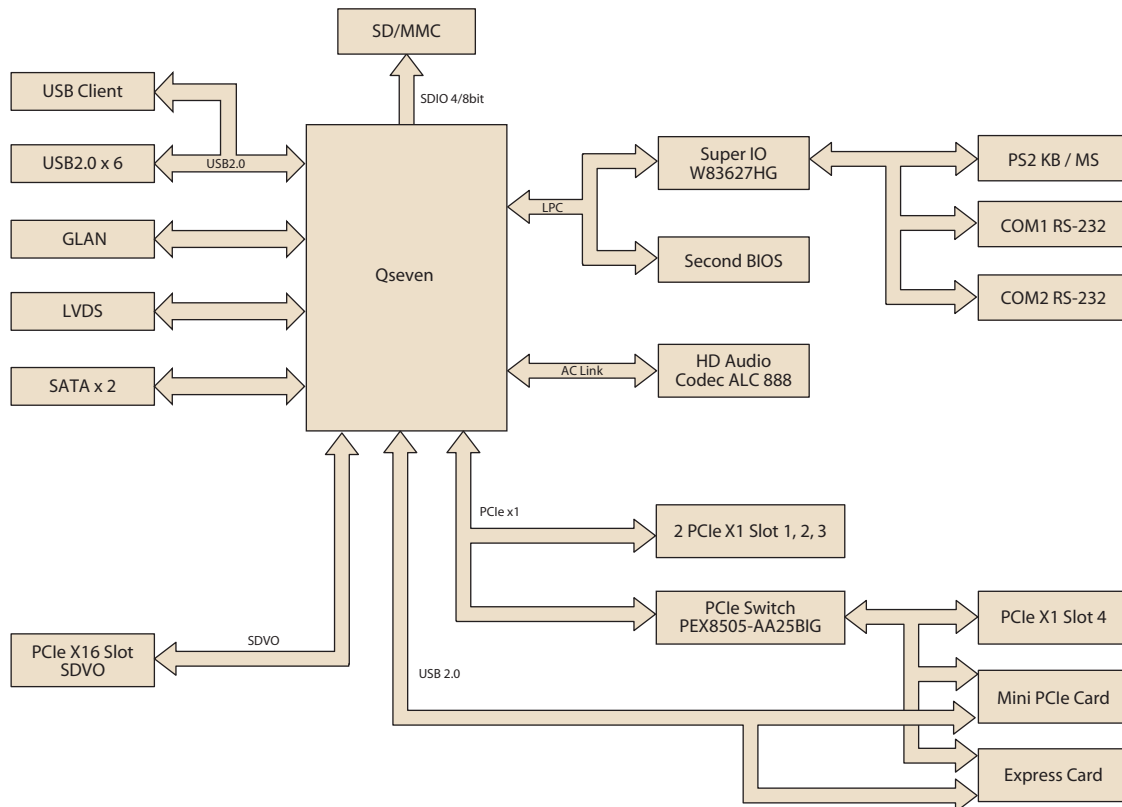 SD/MMC
SDIO 4/8bit
USB Client
USB2.0 x 6
USB2.0
GLAN
LVDS
SATA x 2
Qseven
LPC
Super IO
W83627HG
Second BIOS
PS2 KB / MS
COM1 RS-232
COM2 RS-232
AC Link
HD Audio
Codec ALC 888
PCIe x1
2 PCIe X1 Slot 1, 2, 3
PCIe Switch
PEX8505-AA25BIG
PCIe X1 Slot 4
Mini PCIe Card
Express Card
PCIe X16 Slot
SDVO
SDVO
USB 2.0